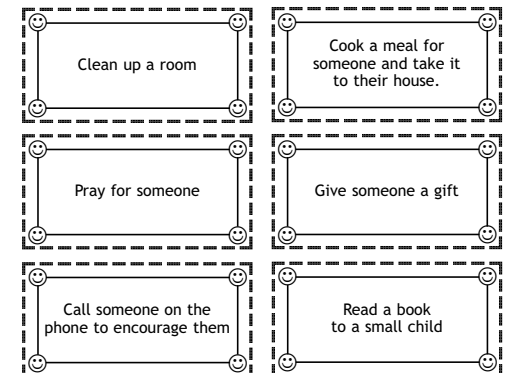 Clean up a room
Cook a meal for
someone and take it
to their house.
Pray for someone
Give someone a gift
Call someone on the
phone to encourage them
Read a book
to a small child